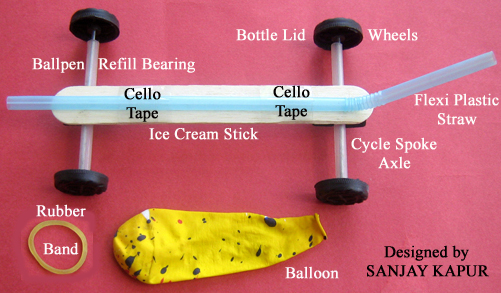 Bottle Lid Wheels
Ballpen Refill Bearing
Cello Cello
Tape Tape
Flexi Plastic
Straw
Ice Cream Stick
Cycle Spoke
Axle
Rubber
Band
Balloon
Designed by
SANJAY KAPUR